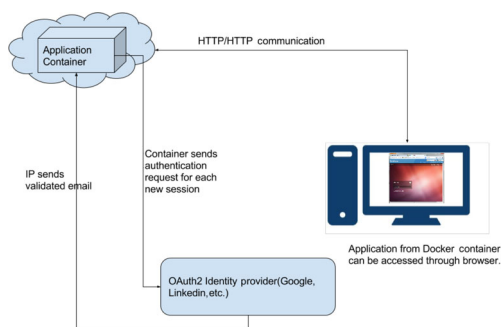 Application
Container
HTTP/HTTP communication
IP sends
validated email
Container sends
authentication
request for each
new session
Application from Docker container
can be accessed through browser.
OAuth2 Identity provider(Google,
Linkedin,etc.)